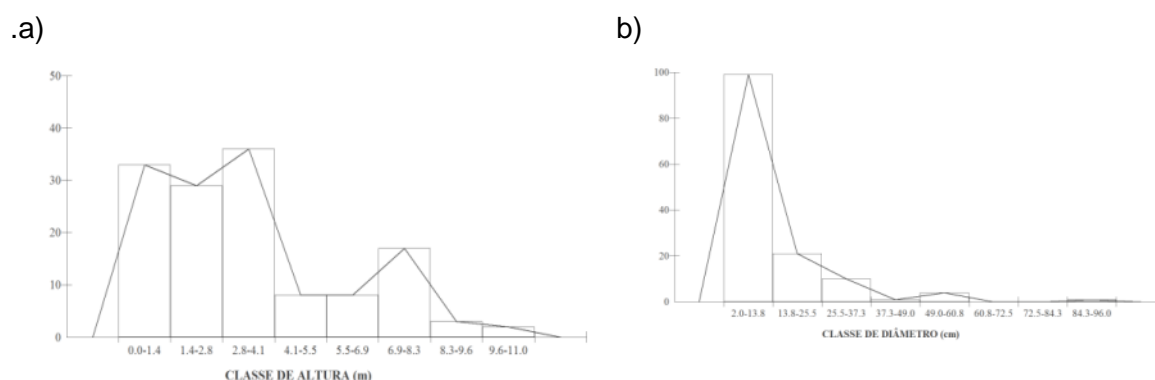 .a)
b)
50
40
30
20
10
0
0.0-1.4 1.4-2.8 2.8-4.1 4.1-5.5 5.5-6.9 6.9-8.3 8.3-9.6 9.6-11.0
CLASSE DE ALTURA (m)
100
80
60
40
20
0
2.0-13.8 13.8-25.5 25.5-37.3 37.3-49.0 49.0-60.8 60.8-72.5 72.5-84.3 84.3-96.0
CLASSE DE DIÂMETRO (cm)